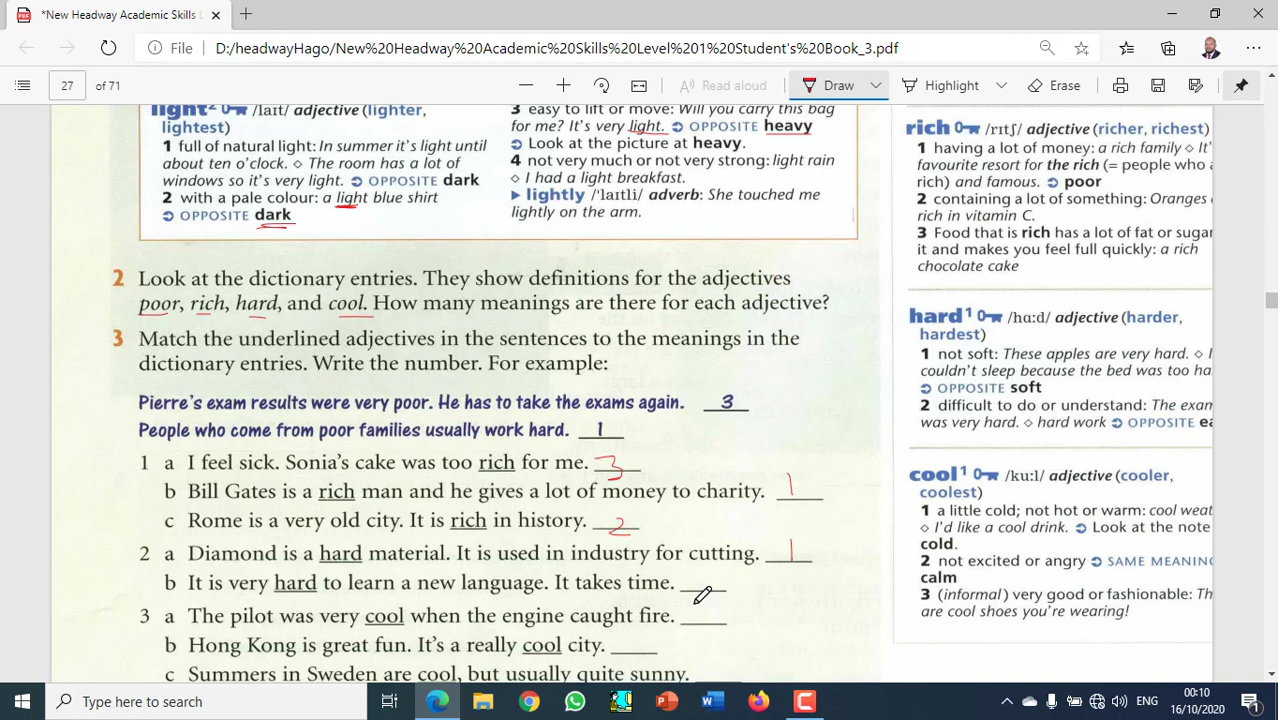 *New Headway Academic Skills L
File
D:/headwayHago/New%20Headway%20Academic%20Skills%20Level%201%20Student's%20Book_3.pdf
27 of 71
Read aloud
Draw
Highlight
Erase
light² /laɪt/ adjective (lighter,
lightest)
1 full of natural light: In summer it's light until
about ten o'clock. ◇ The room has a lot of
windows so it's very light. ➲ OPPOSITE dark
2 with a pale colour: a light blue shirt
➲ OPPOSITE dark
3 easy to lift or move: Will you carry this bag
for me? It's very light. ➲ OPPOSITE heavy
➲ Look at the picture at heavy.
4 not very much or not very strong: light rain
◇ I had a light breakfast.
▶ lightly /ˈlaɪtli/ adverb: She touched me
lightly on the arm.
2 Look at the dictionary entries. They show definitions for the adjectives
poor, rich, hard, and cool. How many meanings are there for each adjective?
3 Match the underlined adjectives in the sentences to the meanings in the
dictionary entries. Write the number. For example:
Pierre's exam results were very poor. He has to take the exams again. 3
People who come from poor families usually work hard. 1
1 a I feel sick. Sonia's cake was too rich for me. 3
b Bill Gates is a rich man and he gives a lot of money to charity. 1
c Rome is a very old city. It is rich in history. 2
2 a Diamond is a hard material. It is used in industry for cutting. 1
b It is very hard to learn a new language. It takes time.
3 a The pilot was very cool when the engine caught fire.
b Hong Kong is great fun. It's a really cool city.
c Summers in Sweden are cool, but usually quite sunny.
rich /rɪtʃ/ adjective (richer, richest)
1 having a lot of money: a rich family ◇ It'
favourite resort for the rich (= people who a
rich) and famous. ➲ poor
2 containing a lot of something: Oranges
rich in vitamin C.
3 Food that is rich has a lot of fat or sugar
it and makes you feel full quickly: a rich
chocolate cake
hard¹ /hɑːd/ adjective (harder,
hardest)
1 not soft: These apples are very hard. ◇ I
couldn't sleep because the bed was too ha
➲ OPPOSITE soft
2 difficult to do or understand: The exam
was very hard. ◇ hard work ➲ OPPOSITE ea
cool¹ /kuːl/ adjective (cooler,
coolest)
1 a little cold; not hot or warm: cool weat
◇ I'd like a cool drink. ➲ Look at the note
cold.
2 not excited or angry ➲ SAME MEANING
calm
3 (informal) very good or fashionable: Th
are cool shoes you're wearing!
Type here to search
ENG
00:10
16/10/2020